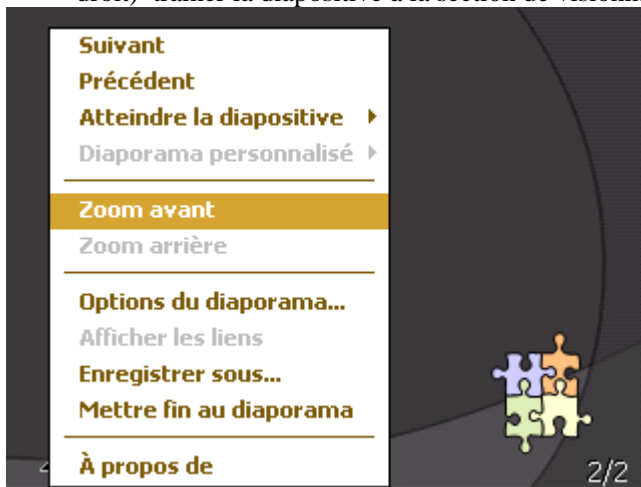 Suivant
Précédent
Atteindre la diapositive
Diaporama personnalisé
Zoom avant
Zoom arrière
Options du diaporama...
Afficher les liens
Enregistrer sous...
Mettre fin au diaporama
À propos de
2/2